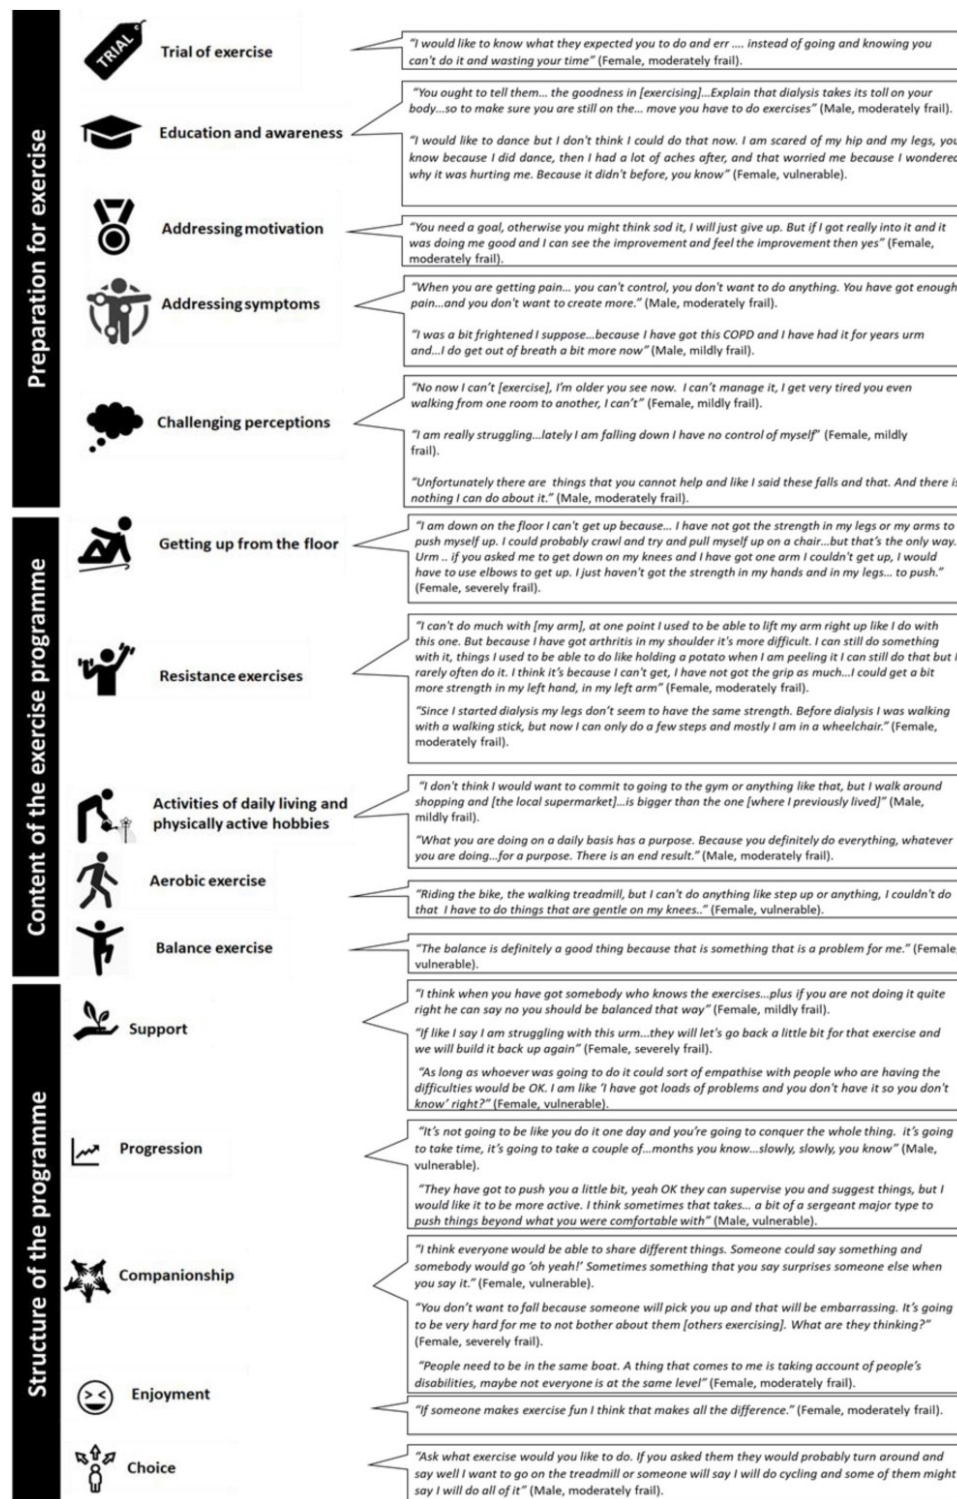 Preparation for exercise
TRIAL
Trial of exercise
“I would like to know what they expected you to do and err .... instead of going and knowing you
can't do it and wasting your time” (Female, moderately frail).
Education and awareness
“You ought to tell them… the goodness in [exercising]…Explain that dialysis takes its toll on your
body…so to make sure you are still on the… move you have to do exercises” (Male, moderately frail).
“I would like to dance but I don't think I could do that now. I am scared of my hip and my legs, you
know because I did dance, then I had a lot of aches after, and that worried me because I wondered
why it was hurting me. Because it didn't before, you know” (Female, vulnerable).
Addressing motivation
“You need a goal, otherwise you might think sod it, I will just give up. But if I got really into it and it
was doing me good and I can see the improvement and feel the improvement then yes” (Female,
moderately frail).
Addressing symptoms
“When you are getting pain… you can't control, you don't want to do anything. You have got enough
pain…and you don't want to create more.” (Male, moderately frail).
“I was a bit frightened I suppose…because I have got this COPD and I have had it for years urm
and…I do get out of breath a bit more now” (Male, mildly frail).
Challenging perceptions
“No now I can’t [exercise], I’m older you see now.  I can’t manage it, I get very tired you even
walking from one room to another, I can’t” (Female, mildly frail).
“I am really struggling…lately I am falling down I have no control of myself” (Female, mildly
frail).
“Unfortunately there are  things that you cannot help and like I said these falls and that. And there is
nothing I can do about it.” (Male, moderately frail).
Content of the exercise programme
Getting up from the floor
“I am down on the floor I can't get up because… I have not got the strength in my legs or my arms to
push myself up. I could probably crawl and try and pull myself up on a chair…but that’s the only way.
Urm .. if you asked me to get down on my knees and I have got one arm I couldn't get up, I would
have to use elbows to get up. I just haven't got the strength in my hands and in my legs… to push.”
(Female, severely frail).
Resistance exercises
“I can't do much with [my arm], at one point I used to be able to lift my arm right up like I do with
this one. But because I have got arthritis in my shoulder it's more difficult. I can still do something
with it, things I used to be able to do like holding a potato when I am peeling it I can still do that but I
rarely often do it. I think it's because I can't get, I have not got the grip as much…I could get a bit
more strength in my left hand, in my left arm” (Female, moderately frail).
“Since I started dialysis my legs don’t seem to have the same strength. Before dialysis I was walking
with a walking stick, but now I can only do a few steps and mostly I am in a wheelchair.” (Female,
moderately frail).
Activities of daily living and
physically active hobbies
“I don't think I would want to commit to going to the gym or anything like that, but I walk around
shopping and [the local supermarket]…is bigger than the one [where I previously lived]” (Male,
mildly frail).
“What you are doing on a daily basis has a purpose. Because you definitely do everything, whatever
you are doing…for a purpose. There is an end result.” (Male, moderately frail).
Aerobic exercise
“Riding the bike, the walking treadmill, but I can't do anything like step up or anything, I couldn't do
that  I have to do things that are gentle on my knees..” (Female, vulnerable).
Balance exercise
“The balance is definitely a good thing because that is something that is a problem for me.” (Female,
vulnerable).
Structure of the programme
Support
“I think when you have got somebody who knows the exercises…plus if you are not doing it quite
right he can say no you should be balanced that way” (Female, mildly frail).
“If like I say I am struggling with this urm…they will let’s go back a little bit for that exercise and
we will build it back up again” (Female, severely frail).
“As long as whoever was going to do it could sort of empathise with people who are having the
difficulties would be OK. I am like ‘I have got loads of problems and you don't have it so you don't
know’ right?” (Female, vulnerable).
Progression
“It’s not going to be like you do it one day and you’re going to conquer the whole thing.  it’s going
to take time, it’s going to take a couple of…months you know…slowly, slowly, you know” (Male,
vulnerable).
“They have got to push you a little bit, yeah OK they can supervise you and suggest things, but I
would like it to be more active. I think sometimes that takes… a bit of a sergeant major type to
push things beyond what you were comfortable with” (Male, vulnerable).
Companionship
“I think everyone would be able to share different things. Someone could say something and
somebody would go ‘oh yeah!’ Sometimes something that you say surprises someone else when
you say it.” (Female, vulnerable).
“You don’t want to fall because someone will pick you up and that will be embarrassing. It’s going
to be very hard for me to not bother about them [others exercising]. What are they thinking?”
(Female, severely frail).
“People need to be in the same boat. A thing that comes to me is taking account of people’s
disabilities, maybe not everyone is at the same level” (Female, moderately frail).
Enjoyment
“If someone makes exercise fun I think that makes all the difference.” (Female, moderately frail).
Choice
“Ask what exercise would you like to do. If you asked them they would probably turn around and
say well I want to go on the treadmill or someone will say I will do cycling and some of them might
say I will do all of it” (Male, moderately frail).